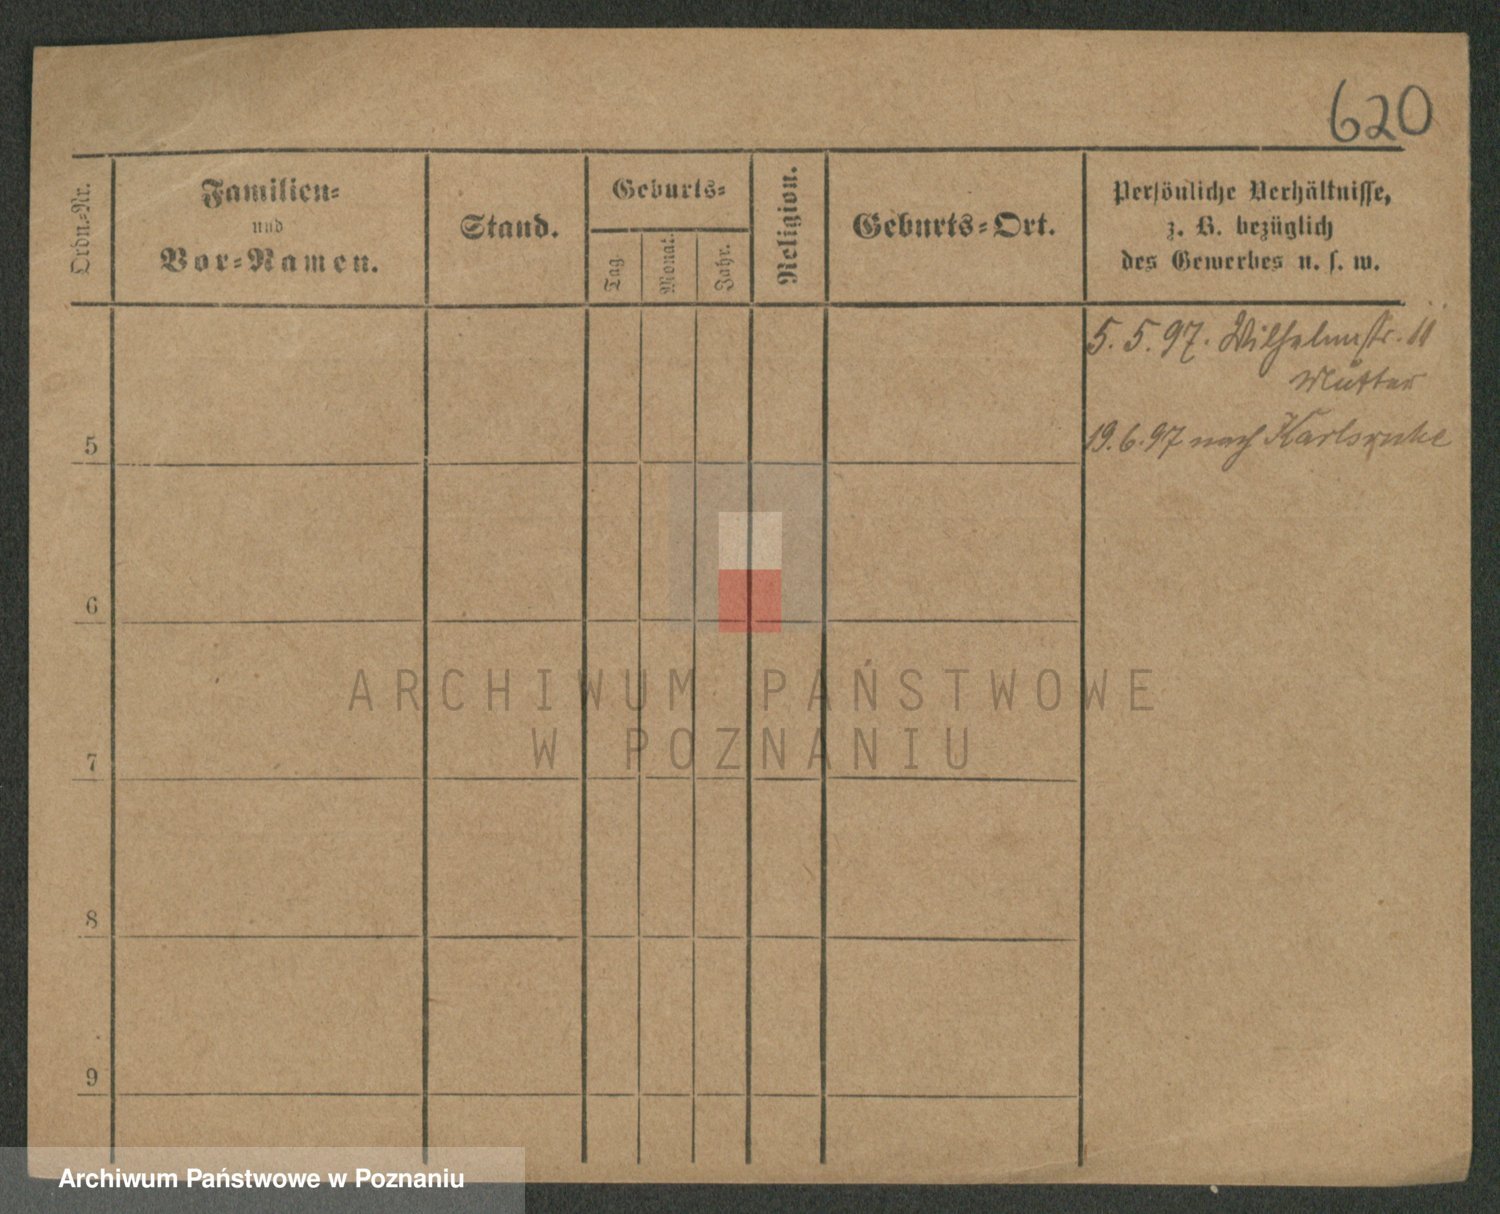 620
Ordn.-Nr.
Familien-
und
Vor-Namen.
Stand.
Geburts-
Tag.
Monat.
Jahr.
Religion.
Geburts-Ort.
Persönliche Verhältnisse,
z. B. bezüglich
des Gewerbes u. s. w.
5. 5. 97. Wilhelmstr. 11
Mutter
19. 6. 97 nach Karlsruhe
5
6
7
8
9
ARCHIWUM PAŃSTWOWE
W POZNANIU
Archiwum Państwowe w Poznaniu